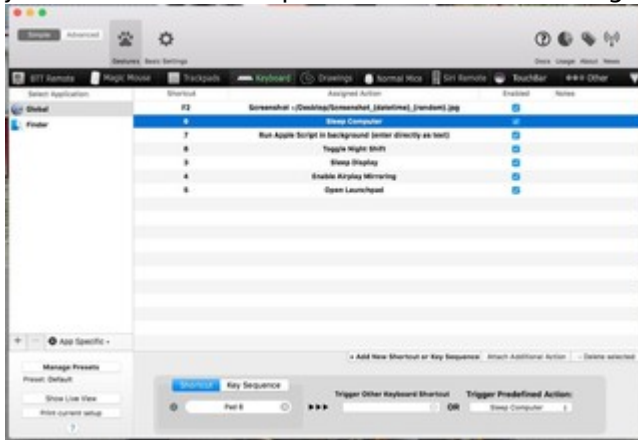 Simple Advanced
Gestures Basic Settings Docs Usage About News
BTT Remote Magic Mouse Trackpads Keyboard Drawings Normal Mice Siri Remote TouchBar Other
Select Application Shortcut Assigned Action Enabled Notes
Global F2 Screenshot ~/Desktop/Screenshot_{datetime}_{random}.jpg
Finder 6 Sleep Computer
7 Run Apple Script in background (enter directly as text)
8 Toggle Night Shift
3 Sleep Display
4 Enable Airplay Mirroring
5 Open Launchpad
+ - App Specific
+ Add New Shortcut or Key Sequence Attach Additional Action - Delete selected
Manage Presets
Preset: Default
Shortcut Key Sequence
Show Live View Trigger Other Keyboard Shortcut Trigger Predefined Action:
Print current setup OR Sleep Computer
?